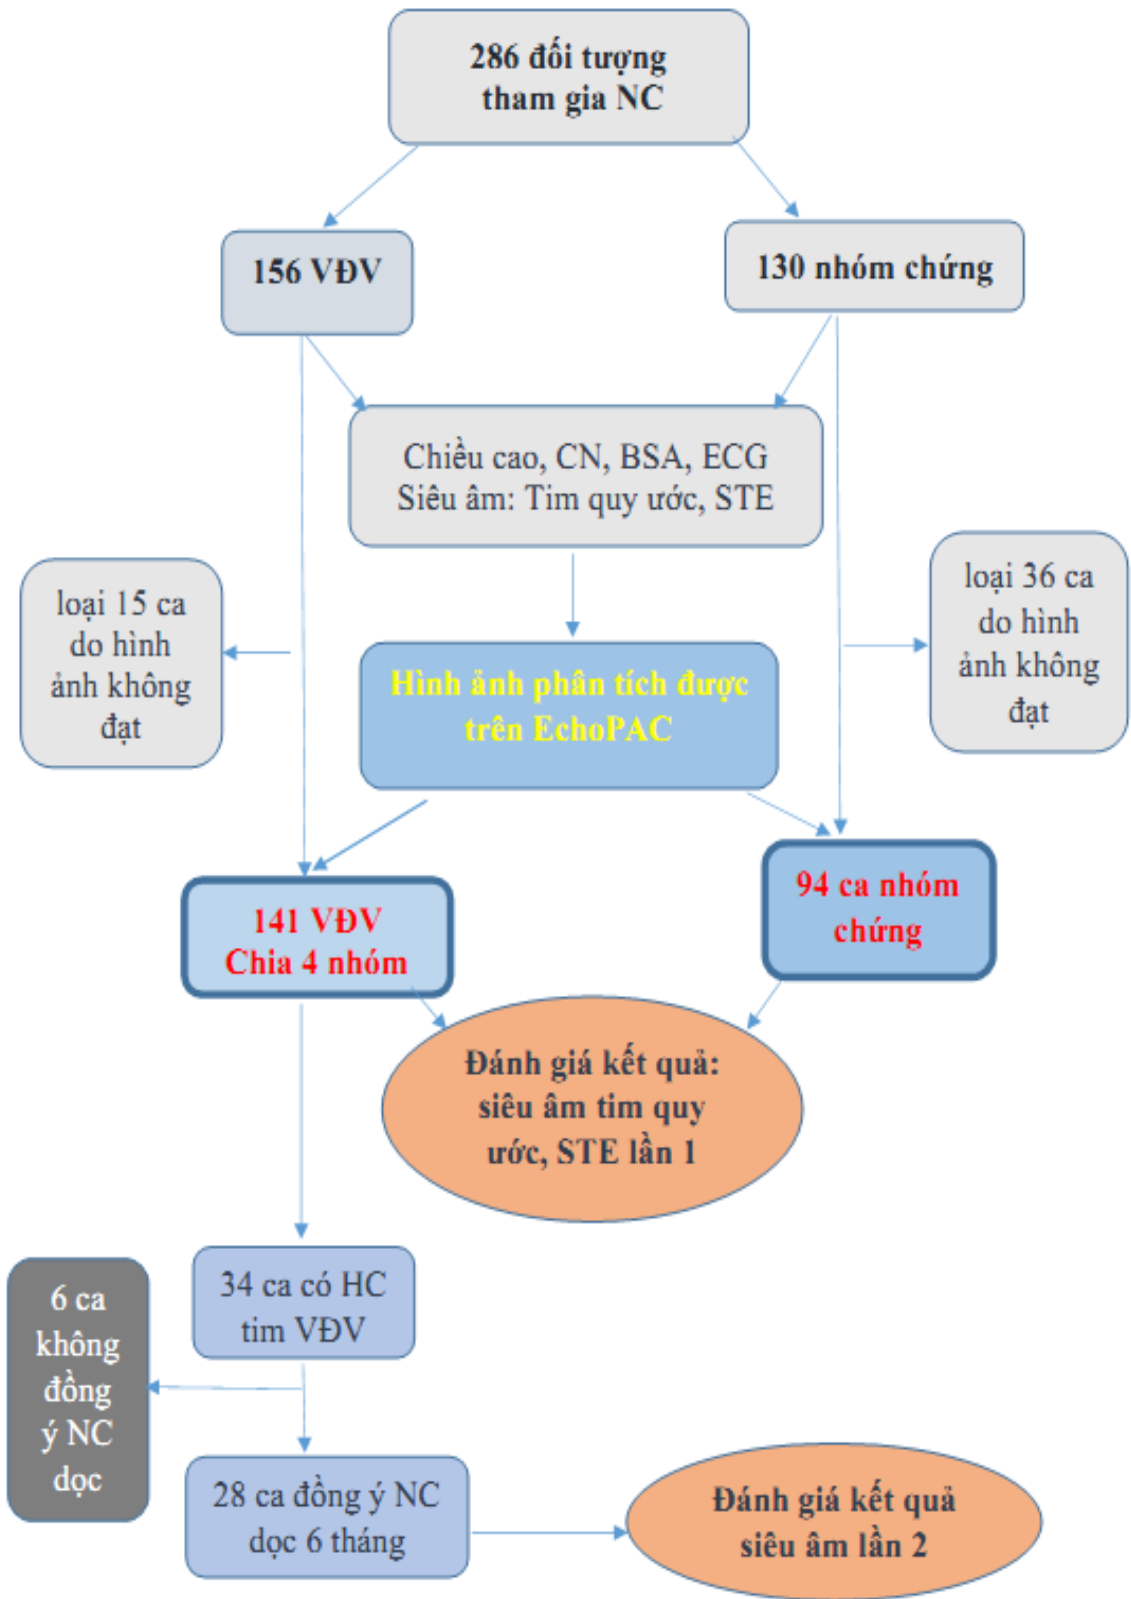 286 đối tượng
tham gia NC
156 VĐV
130 nhóm chứng
Chiều cao, CN, BSA, ECG
Siêu âm: Tim quy ước, STE
loại 15 ca
do hình
ảnh không
đạt
loại 36 ca
do hình
ảnh không
đạt
Hình ảnh phân tích được
trên EchoPAC
141 VĐV
Chia 4 nhóm
94 ca nhóm
chứng
Đánh giá kết quả:
siêu âm tim quy
ước, STE lần 1
34 ca có HC
tim VĐV
6 ca
không
đồng
ý NC
dọc
28 ca đồng ý NC
dọc 6 tháng
Đánh giá kết quả
siêu âm lần 2